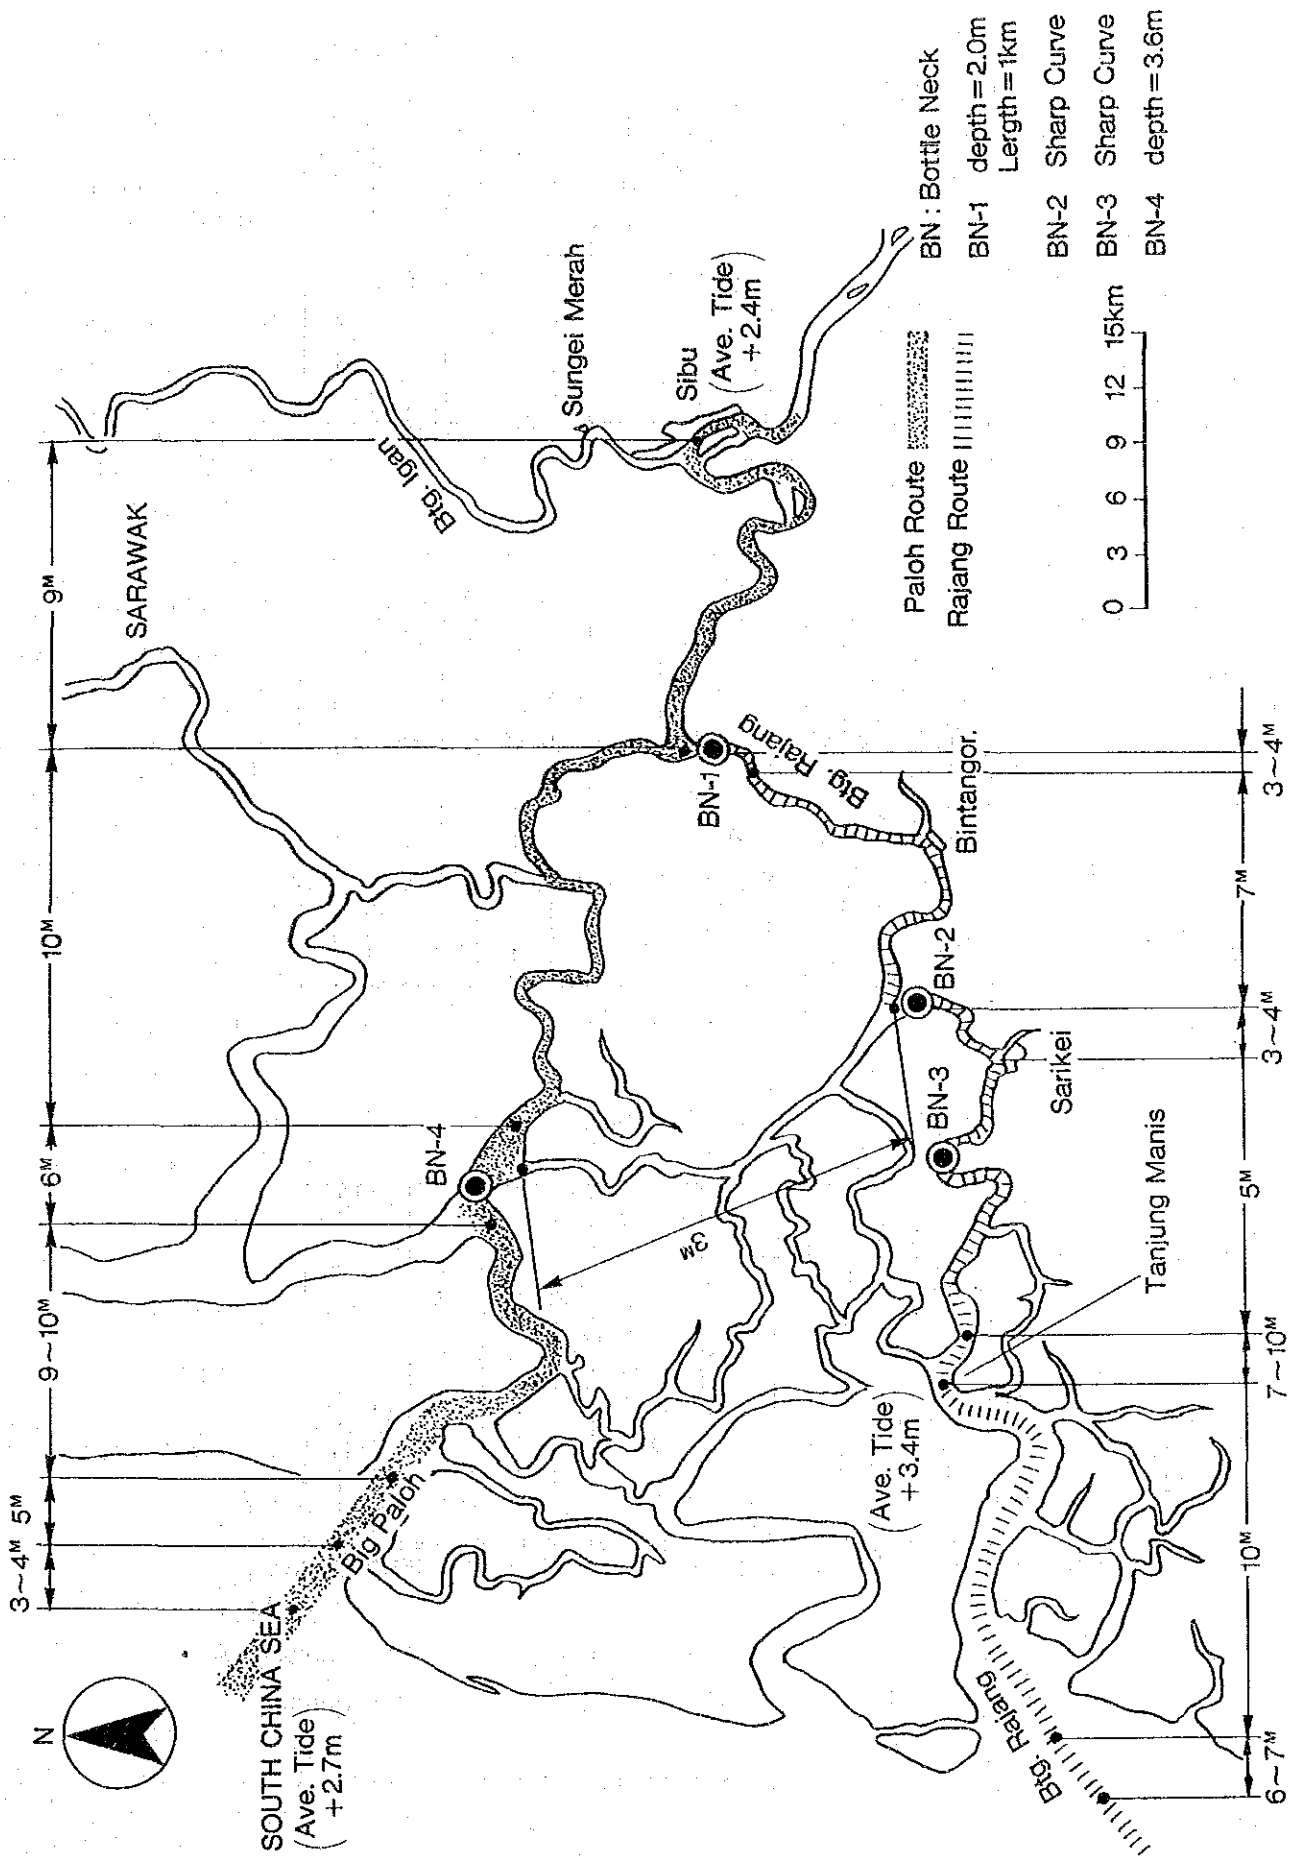 N
SOUTH CHINA SEA
(Ave. Tide
+2.7m)
3~4M
5M
9~10M
6M
10M
9M
SARAWAK
Btg. Igan
Sungei Merah
Sibu
(Ave. Tide
+2.4m)
Big Paloh
BN-4
3M
BN-1
Btg. Rajang
Bintangor.
BN-2
BN-3
Sarikei
Tanjung Manis
(Ave. Tide
+3.4m)
Btg. Rajang
6~7M
10M
7~10M
5M
3~4M
7M
3~4M
Paloh Route
Rajang Route
0 3 6 9 12 15km
BN : Bottle Neck
BN-1 depth=2.0m
Lergth=1km
BN-2 Sharp Curve
BN-3 Sharp Curve
BN-4 depth=3.6m